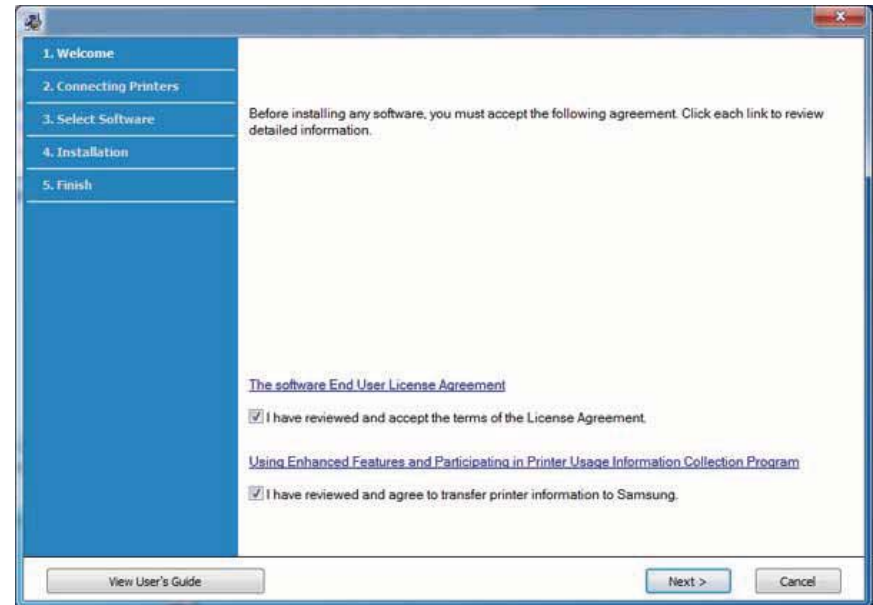 1. Welcome
2. Connecting Printers
3. Select Software
4. Installation
5. Finish
Before installing any software, you must accept the following agreement. Click each link to review
detailed information.
The software End User License Agreement
I have reviewed and accept the terms of the License Agreement.
Using Enhanced Features and Participating in Printer Usage Information Collection Program
I have reviewed and agree to transfer printer information to Samsung.
View User's Guide
Next >
Cancel